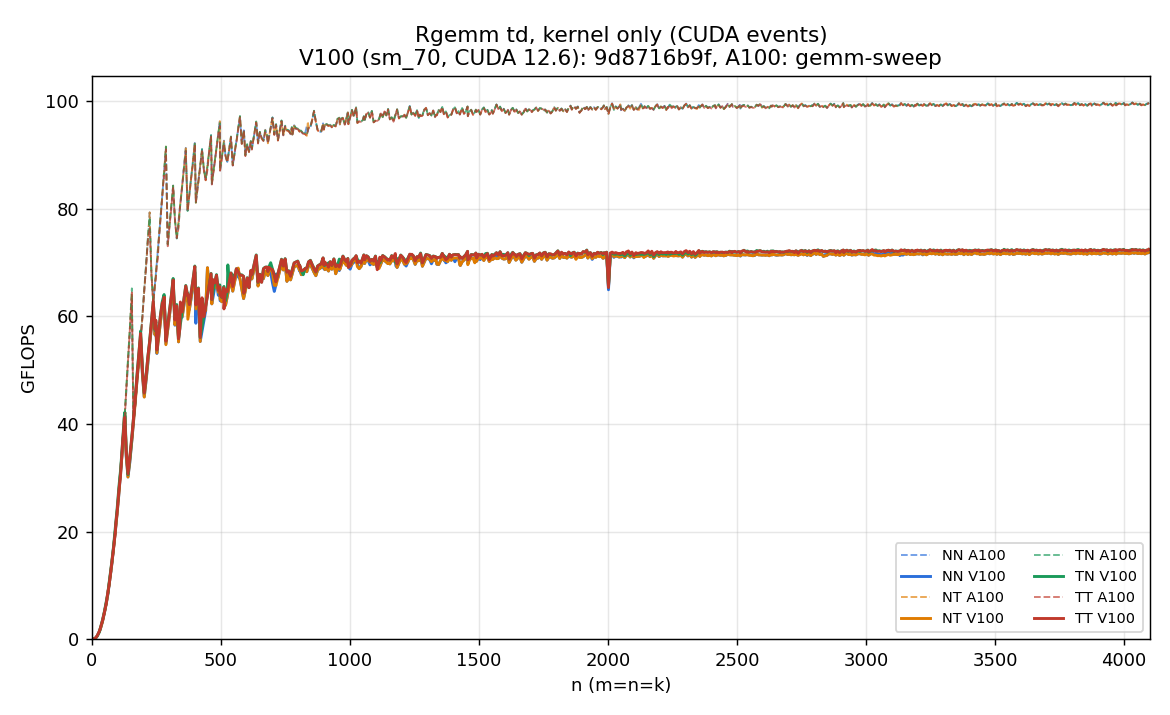 Rgemm td, kernel only (CUDA events)
V100 (sm_70, CUDA 12.6): 9d8716b9f, A100: gemm-sweep
100
80
60
40
20
0
GFLOPS
0 500 1000 1500 2000 2500 3000 3500 4000
n (m=n=k)
NN A100 TN A100
NN V100 TN V100
NT A100 TT A100
NT V100 TT V100